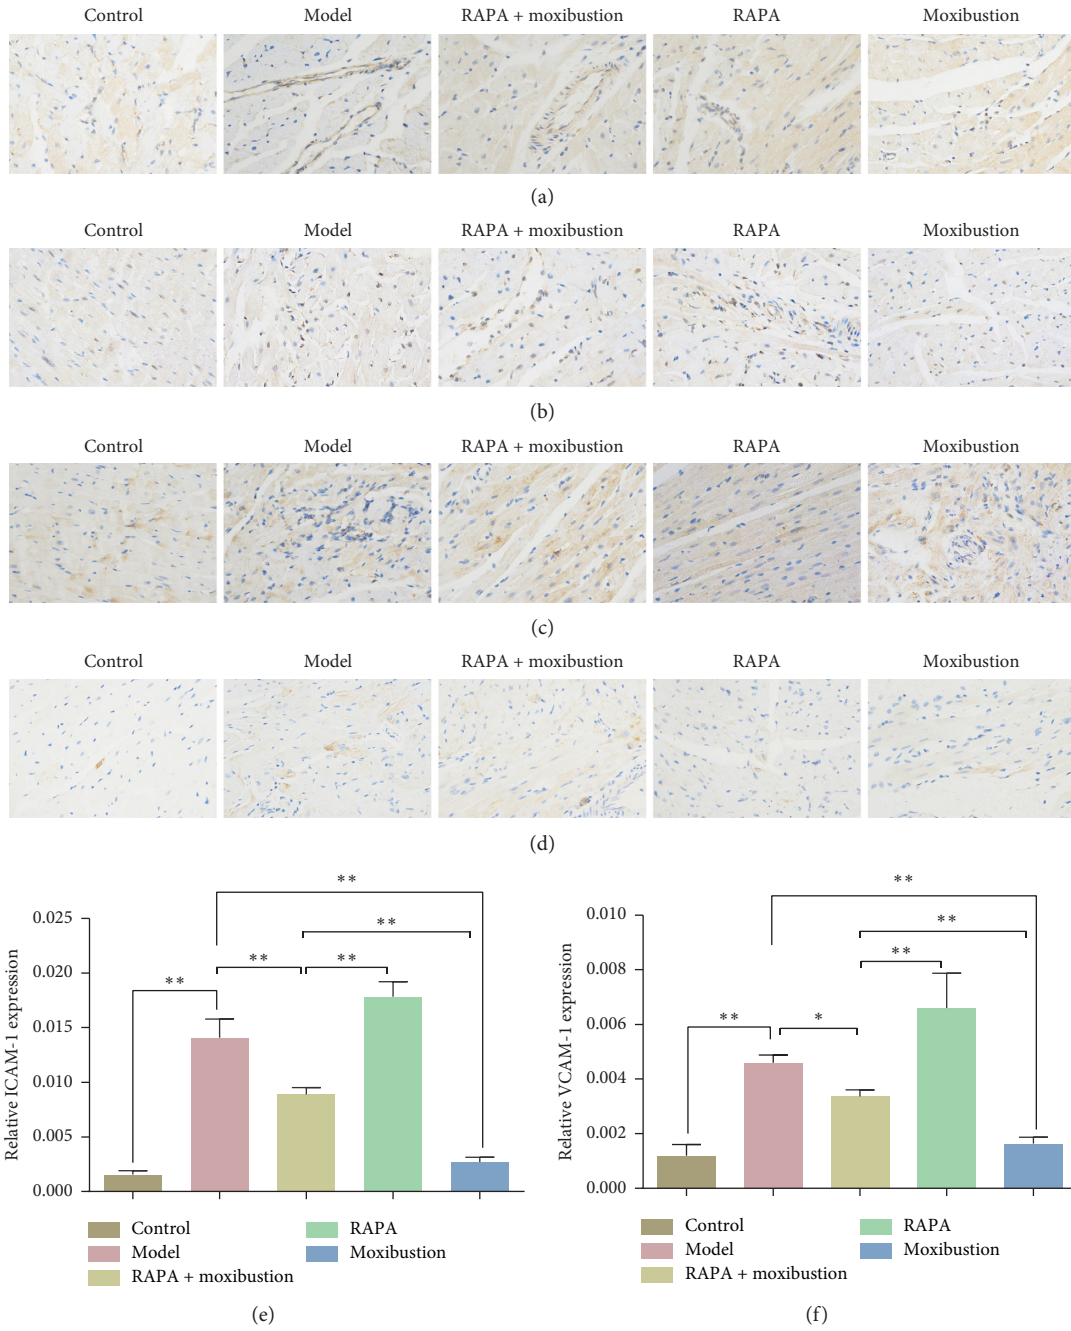 Control Model RAPA + moxibustion RAPA Moxibustion
(a)
Control Model RAPA + moxibustion RAPA Moxibustion
(b)
Control Model RAPA + moxibustion RAPA Moxibustion
(c)
Control Model RAPA + moxibustion RAPA Moxibustion
(d)
Relative ICAM-1 expression
0.025
0.020
0.015
0.010
0.005
0.000
**
**
**
**
**
Control
Model
RAPA + moxibustion
RAPA
Moxibustion
(e)
Relative VCAM-1 expression
0.010
0.008
0.006
0.004
0.002
0.000
**
**
**
**
*
Control
Model
RAPA + moxibustion
RAPA
Moxibustion
(f)